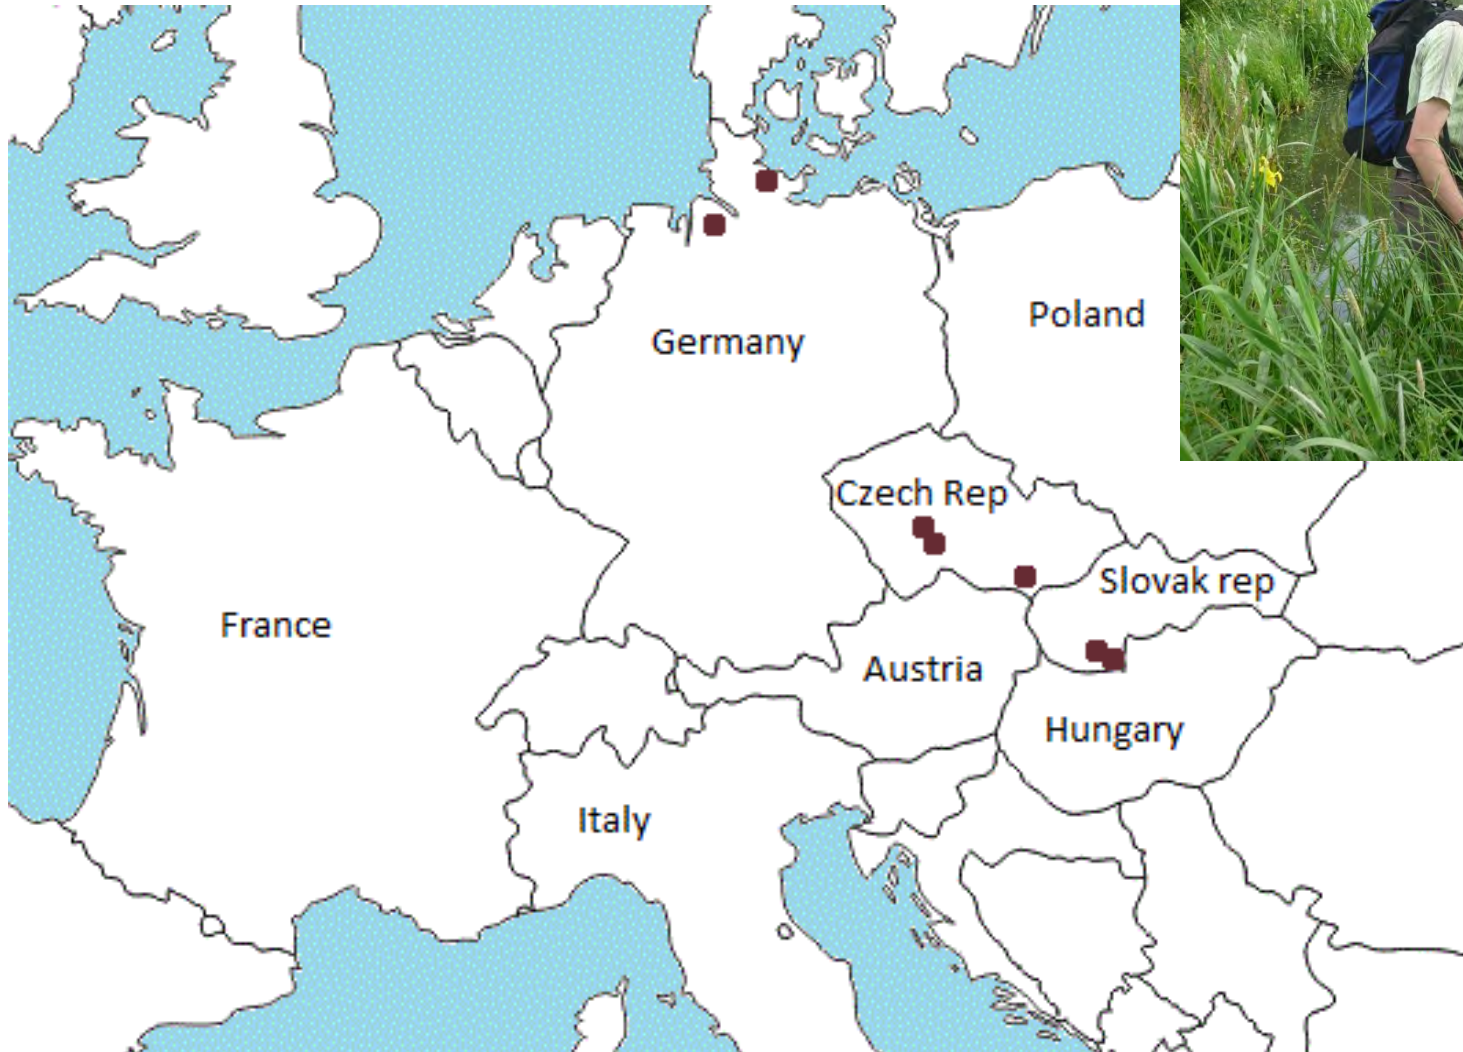 Poland
Germany
Czech Rep
Slovak rep
France
Austria
Hungary
Italy